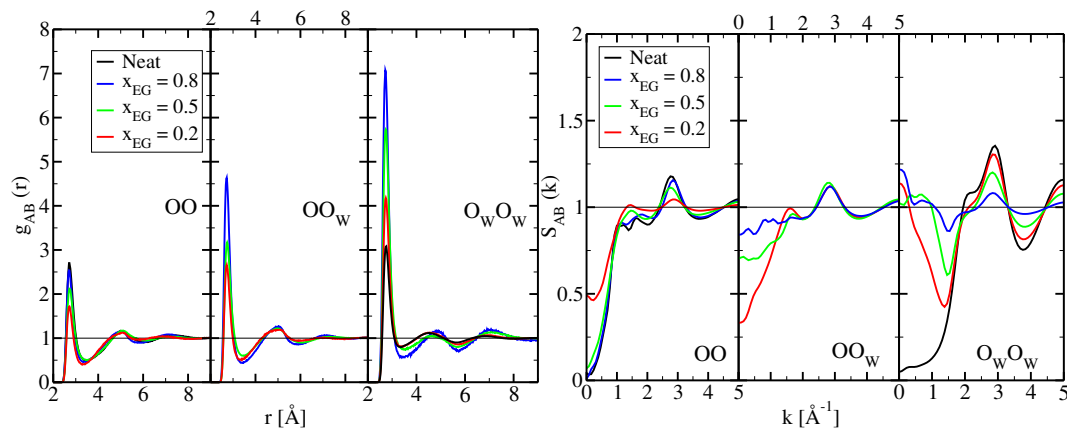 2 4 6 8
8
7
6
5
4
3
2
1
0
g_AB (r)
Neat
x_EG = 0.8
x_EG = 0.5
x_EG = 0.2
OO
OO_W
O_WO_W
2 4 6 8
2 4 6 8
r [Å]
0 1 2 3 4 5
2
1.5
1
0.5
0
S_AB (k)
Neat
x_EG = 0.8
x_EG = 0.5
x_EG = 0.2
OO
OO_W
O_WO_W
0 1 2 3 4 5
0 1 2 3 4 5
k [Å⁻¹]